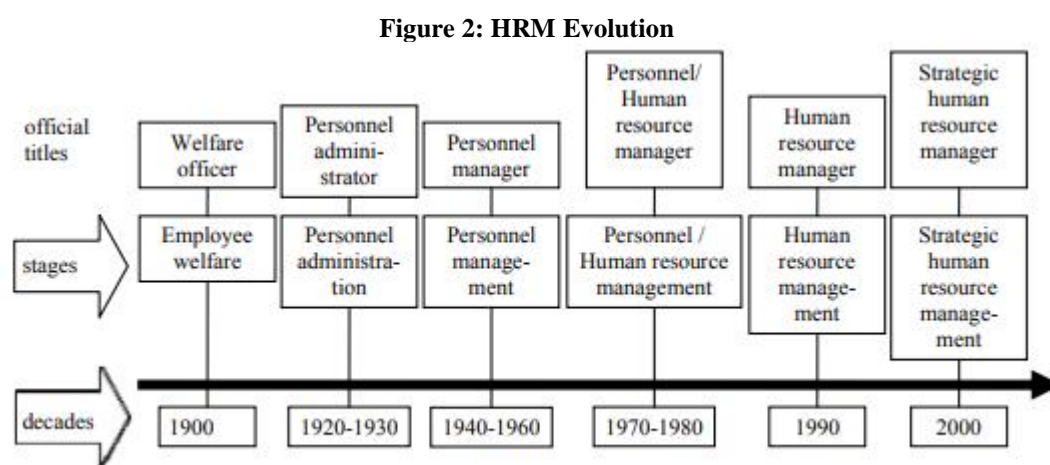 Figure 2: HRM Evolution
official
titles
Welfare
officer
Personnel
admini-
strator
Personnel
manager
Personnel/
Human
resource
manager
Human
resource
manager
Strategic
human
resource
manager
stages
Employee
welfare
Personnel
administra-
tion
Personnel
manage-
ment
Personnel /
Human resource
management
Human
resource
manage-
ment
Strategic
human
resource
manage-
ment
decades
1900
1920-1930
1940-1960
1970-1980
1990
2000